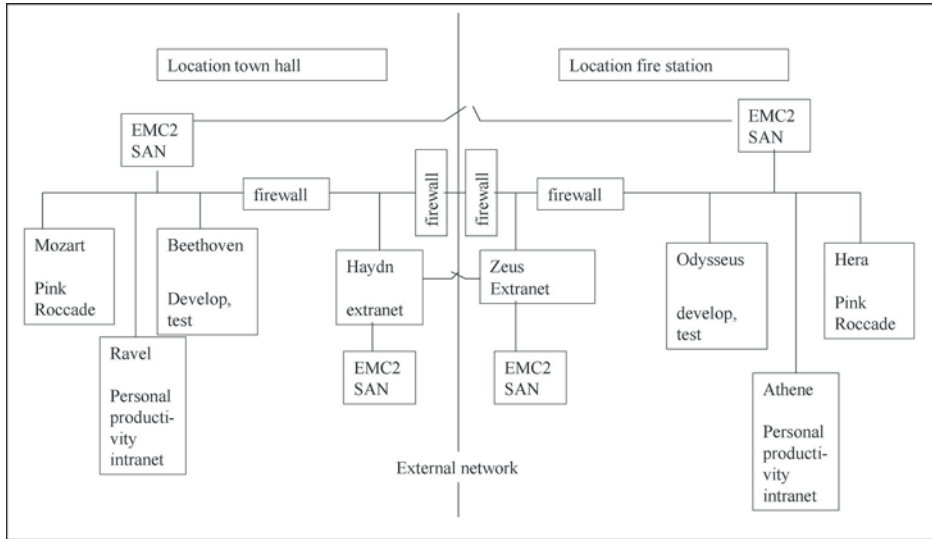 Location town hall
Location fire station
EMC2
SAN
EMC2
SAN
firewall
firewall
firewall
firewall
Mozart
Pink
Roccade
Beethoven
Develop,
test
Haydn
extranet
Zeus
Extranet
Odysseus
develop,
test
Hera
Pink
Roccade
Ravel
Personal
producti-
vity
intranet
EMC2
SAN
EMC2
SAN
Athene
Personal
producti-
vity
intranet
External network